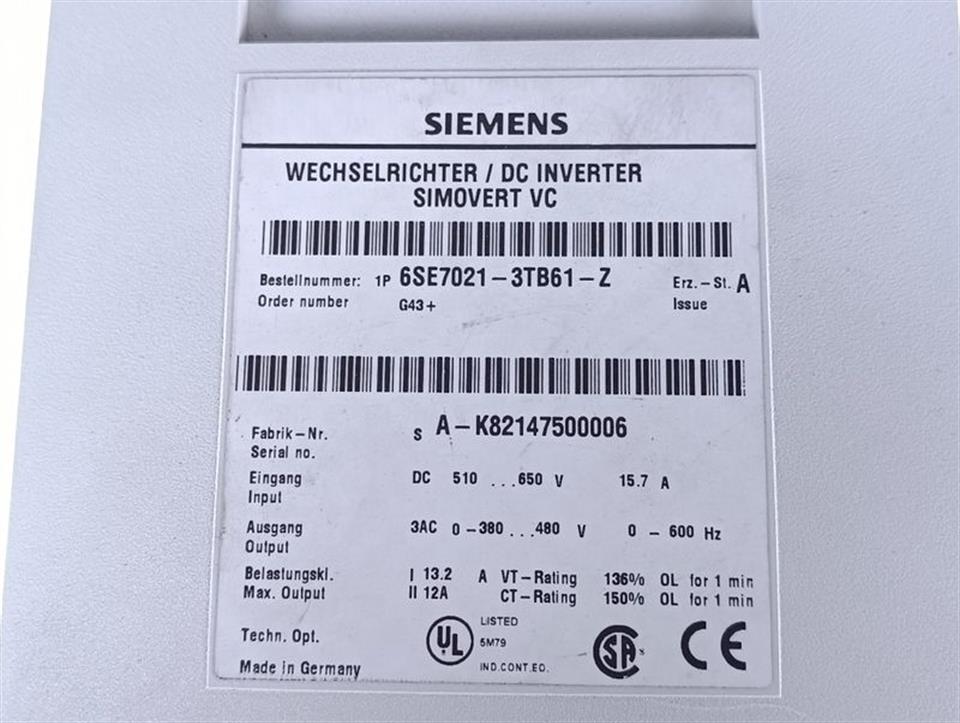 SIEMENS
WECHSELRICHTER / DC INVERTER
SIMOVERT VC
Bestellnummer: 1P 6SE7021-3TB61-Z Erz.-St. A
Order number G43+ Issue
Fabrik-Nr. S A-K82147500006
Serial no.
Eingang DC 510 ...650 V 15.7 A
Input
Ausgang 3AC 0-380...480 V 0 - 600 Hz
Output
Belastungskl. I 13.2 A VT-Rating 136% OL for 1 min
Max. Output II 12A CT-Rating 150% OL for 1 min
Techn. Opt.
Made in Germany
UL LISTED
5M79
IND.CONT.EQ.
SA
CE